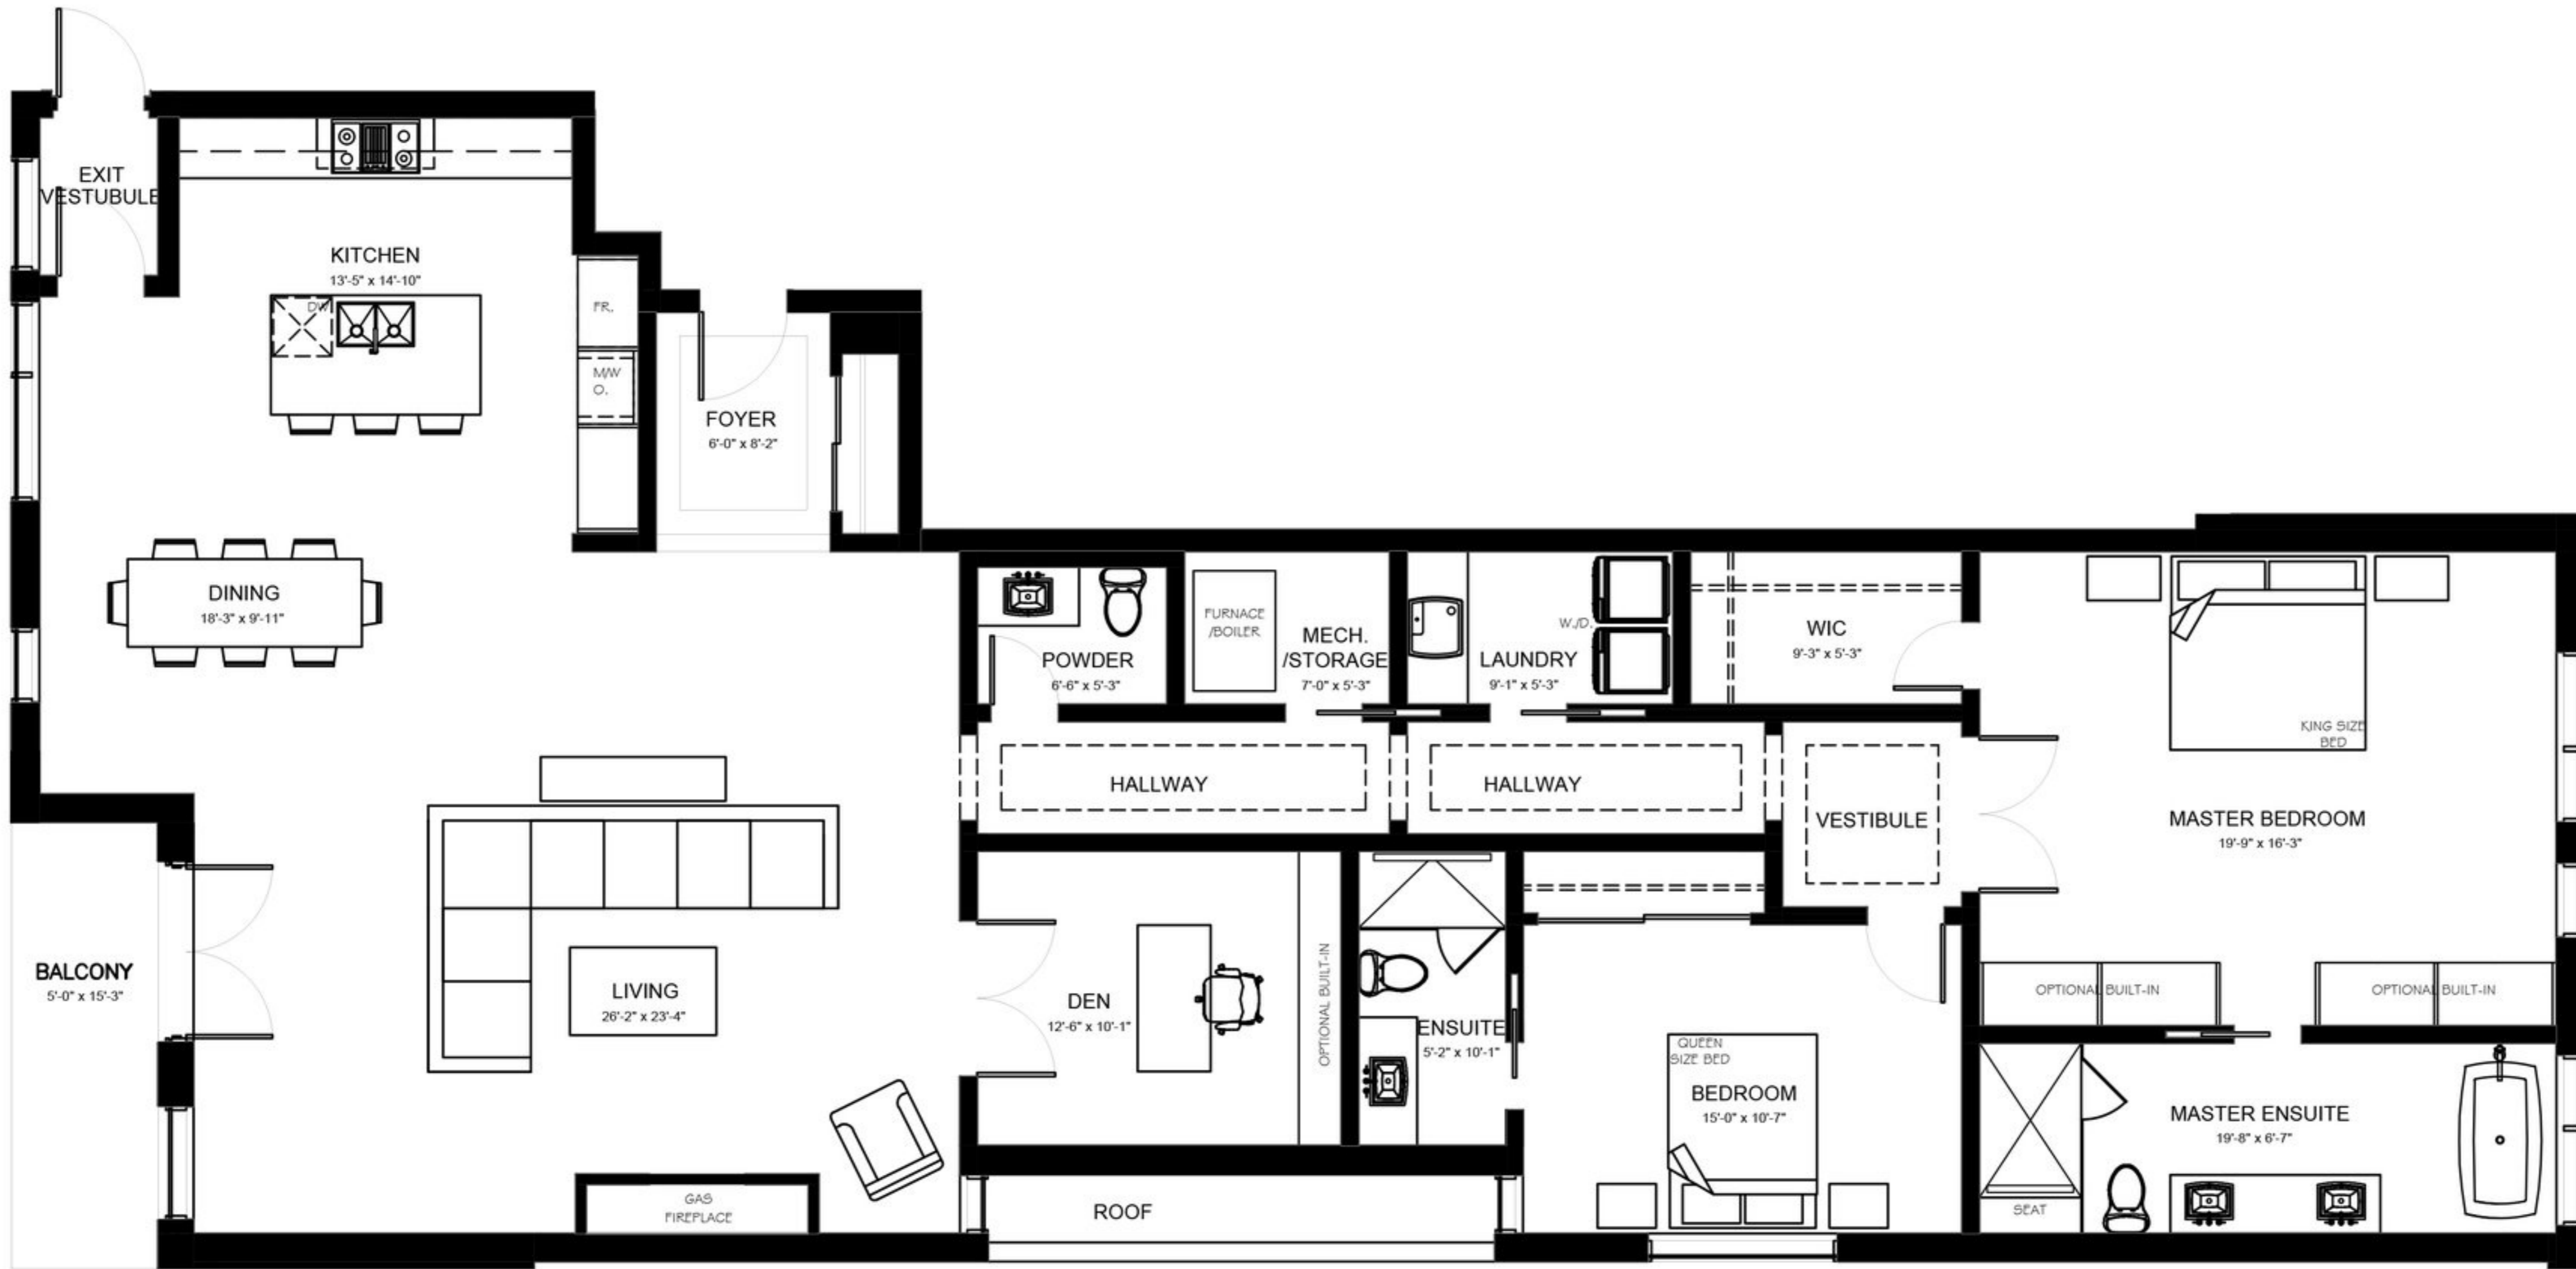 EXIT
VESTUBULE
KITCHEN
13'-5" x 14'-10"
DW
FR.
M/W
O.
FOYER
6'-0" x 8'-2"
DINING
18'-3" x 9'-11"
POWDER
6'-6" x 5'-3"
FURNACE
/BOILER
MECH.
/STORAGE
7'-0" x 5'-3"
W./D.
LAUNDRY
9'-1" x 5'-3"
WIC
9'-3" x 5'-3"
KING SIZE
BED
HALLWAY
HALLWAY
VESTIBULE
MASTER BEDROOM
19'-9" x 16'-3"
BALCONY
5'-0" x 15'-3"
LIVING
26'-2" x 23'-4"
DEN
12'-6" x 10'-1"
OPTIONAL BUILT-IN
ENSUITE
5'-2" x 10'-1"
QUEEN
SIZE BED
BEDROOM
15'-0" x 10'-7"
OPTIONAL BUILT-IN
OPTIONAL BUILT-IN
MASTER ENSUITE
19'-8" x 6'-7"
SEAT
GAS
FIREPLACE
ROOF